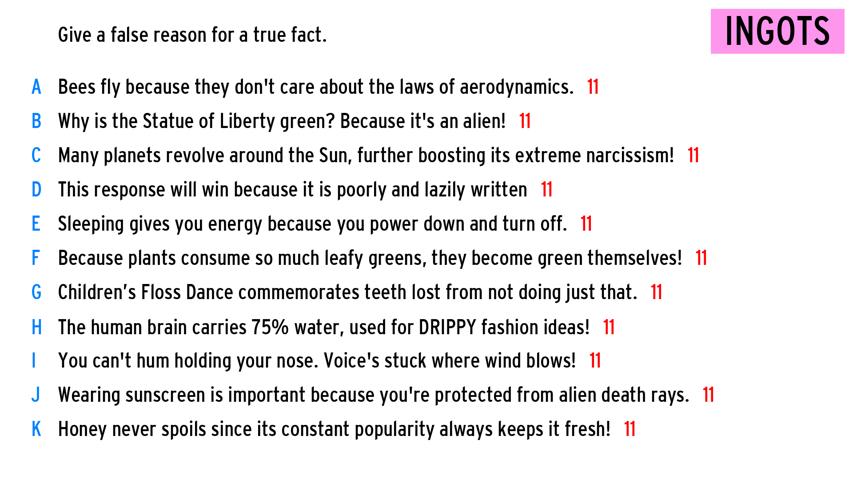 Give a false reason for a true fact.
INGOTS
A Bees fly because they don't care about the laws of aerodynamics. 11
B Why is the Statue of Liberty green? Because it's an alien! 11
C Many planets revolve around the Sun, further boosting its extreme narcissism! 11
D This response will win because it is poorly and lazily written 11
E Sleeping gives you energy because you power down and turn off. 11
F Because plants consume so much leafy greens, they become green themselves! 11
G Children’s Floss Dance commemorates teeth lost from not doing just that. 11
H The human brain carries 75% water, used for DRIPPY fashion ideas! 11
I You can't hum holding your nose. Voice's stuck where wind blows! 11
J Wearing sunscreen is important because you're protected from alien death rays. 11
K Honey never spoils since its constant popularity always keeps it fresh! 11